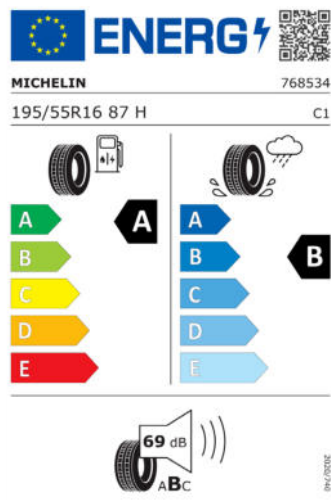 ENERG
MICHELIN 768534
195/55R16 87 H C1
A A
B
C
D
E
A
B B
C
D
E
69 dB
ABC
2020/740